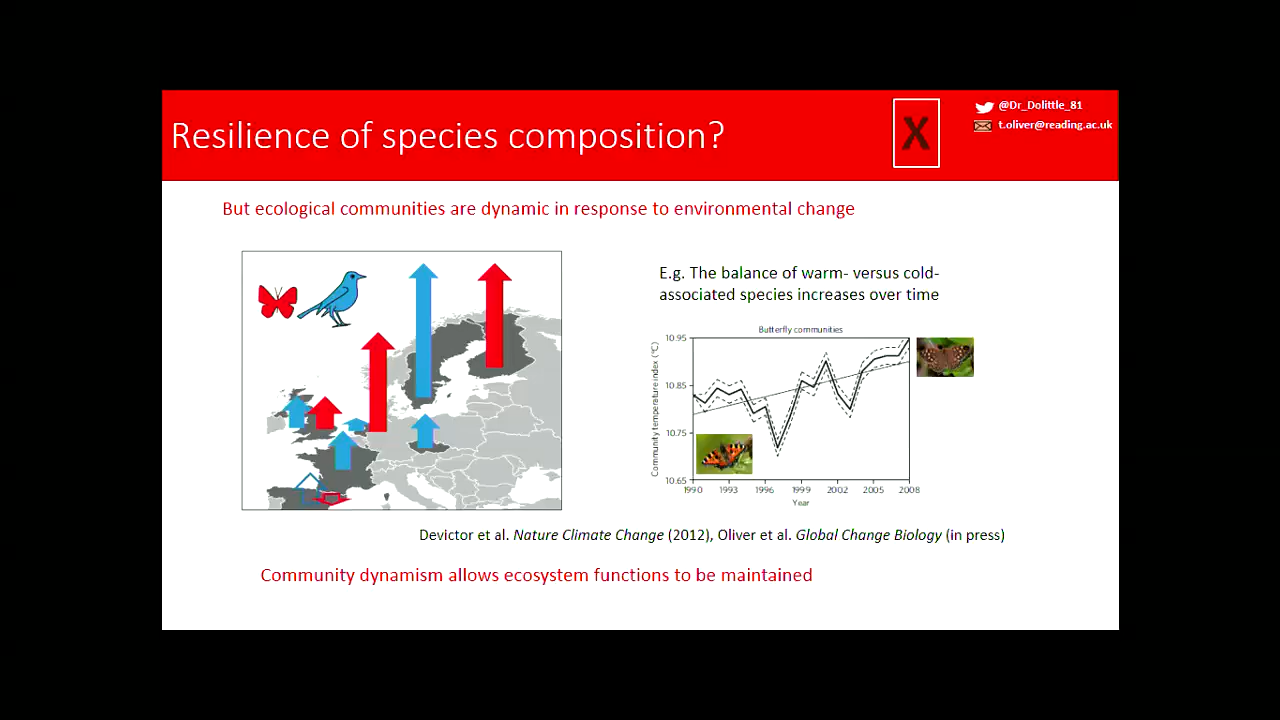 Resilience of species composition?
X
@Dr_Dolittle_81
t.oliver@reading.ac.uk
But ecological communities are dynamic in response to environmental change
E.g. The balance of warm- versus cold-
associated species increases over time
Butterfly communities
Community temperature index (°C)
10.95
10.85
10.75
10.65
1990 1993 1996 1999 2002 2005 2008
Year
Devictor et al. Nature Climate Change (2012), Oliver et al. Global Change Biology (in press)
Community dynamism allows ecosystem functions to be maintained